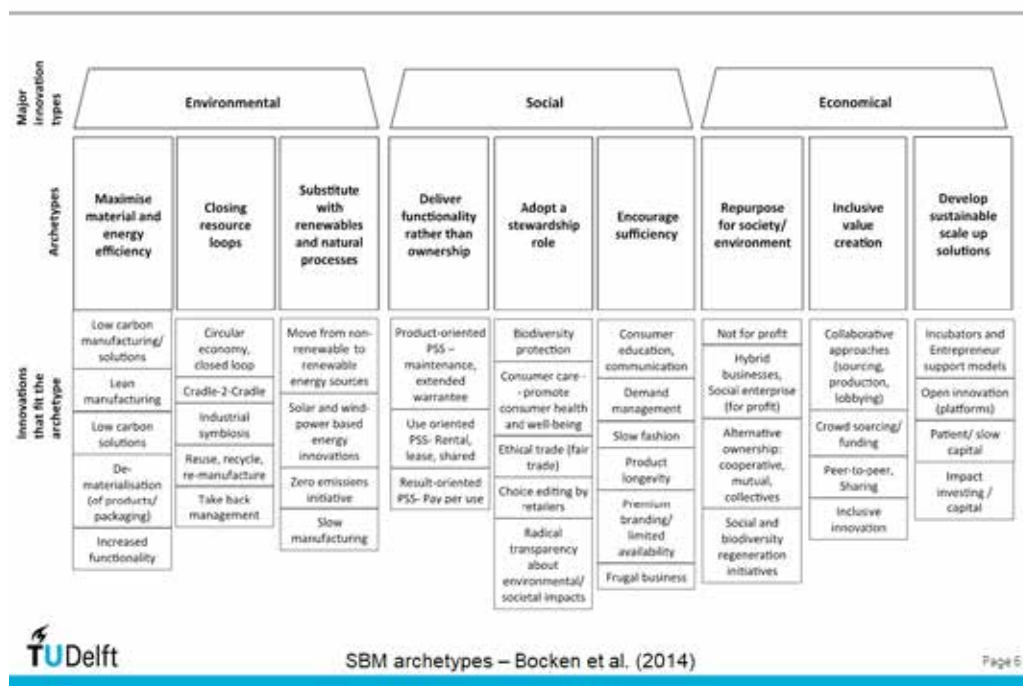 Major
innovation
types
Environmental
Social
Economical
Archetypes
Maximise
material and
energy
efficiency
Closing
resource
loops
Substitute
with
renewables
and natural
processes
Deliver
functionality
rather than
ownership
Adopt a
stewardship
role
Encourage
sufficiency
Repurpose
for society/
environment
Inclusive
value
creation
Develop
sustainable
scale up
solutions
Innovations
that fit the
archetype
Low carbon
manufacturing/
solutions
Lean
manufacturing
Low carbon
solutions
De-
materialisation
(of products/
packaging)
Increased
functionality
Circular
economy,
closed loop
Cradle-2-Cradle
Industrial
symbiosis
Reuse, recycle,
re-manufacture
Take back
management
Move from non-
renewable to
renewable
energy sources
Solar and wind-
power based
energy
innovations
Zero emissions
initiative
Slow
manufacturing
Product-oriented
PSS –
maintenance,
extended
warrantee
Use oriented
PSS- Rental,
lease, shared
Result-oriented
PSS- Pay per use
Biodiversity
protection
Consumer care -
- promote
consumer health
and well-being
Ethical trade (fair
trade)
Choice editing by
retailers
Radical
transparency
about
environmental/
societal impacts
Consumer
education,
communication
Demand
management
Slow fashion
Product
longevity
Premium
branding/
limited
availability
Frugal business
Not for profit
Hybrid
businesses,
Social enterprise
(for profit)
Alternative
ownership:
cooperative,
mutual,
collectives
Social and
biodiversity
regeneration
initiatives
Collaborative
approaches
(sourcing,
production,
lobbying)
Crowd sourcing/
funding
Peer-to-peer,
Sharing
Inclusive
innovation
Incubators and
Entrepreneur
support models
Open innovation
(platforms)
Patient/ slow
capital
Impact
investing /
capital
TUDelft
SBM archetypes – Bocken et al. (2014)
Page 6